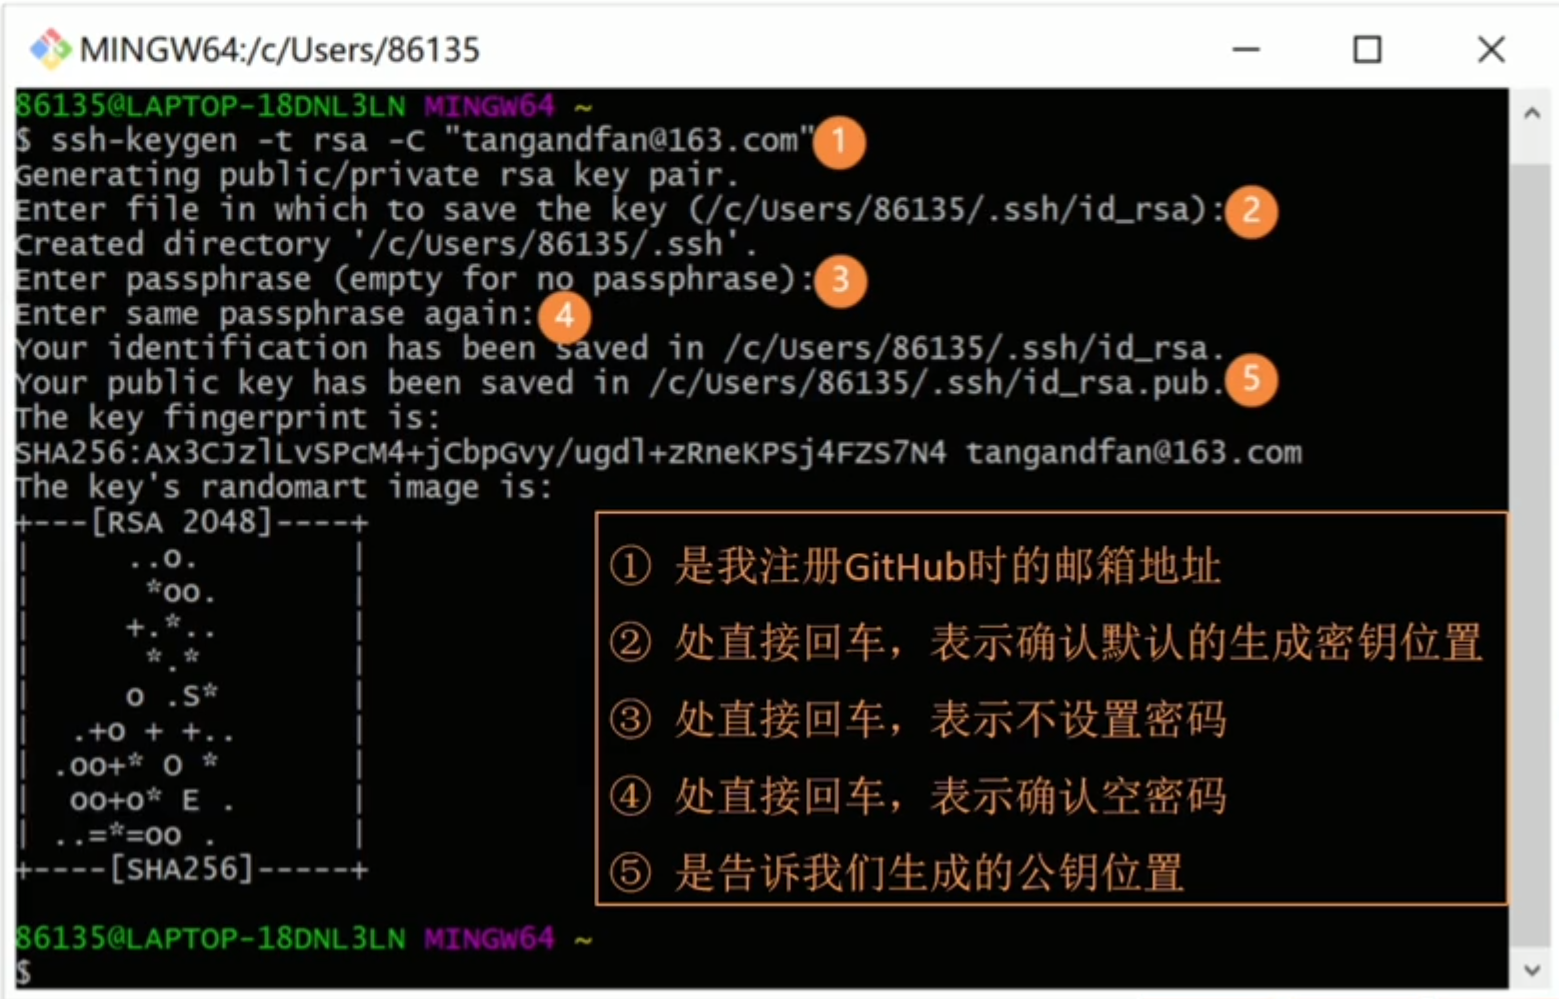 MINGW64:/c/Users/86135
86135@LAPTOP-18DNL3LN MINGW64 ~
$ ssh-keygen -t rsa -C "tangandfan@163.com" 1
Generating public/private rsa key pair.
Enter file in which to save the key (/c/Users/86135/.ssh/id_rsa): 2
Created directory '/c/Users/86135/.ssh'.
Enter passphrase (empty for no passphrase): 3
Enter same passphrase again: 4
Your identification has been saved in /c/Users/86135/.ssh/id_rsa.
Your public key has been saved in /c/Users/86135/.ssh/id_rsa.pub. 5
The key fingerprint is:
SHA256:Ax3CJzlLvSPcM4+jCbpGvy/ugdl+zRneKPSj4FZS7N4 tangandfan@163.com
The key's randomart image is:
+---[RSA 2048]----+
|      ..o.       |
|       *oo.      |
|      +.*..      |
|       *.*       |
|      o .S*      |
|   .+o + +..     |
|  .oo+* O *      |
|   oo+o* E .     |
|  ..=*=oo .      |
+----[SHA256]-----+
① 是我注册GitHub时的邮箱地址
② 处直接回车，表示确认默认的生成密钥位置
③ 处直接回车，表示不设置密码
④ 处直接回车，表示确认空密码
⑤ 是告诉我们生成的公钥位置
86135@LAPTOP-18DNL3LN MINGW64 ~
$